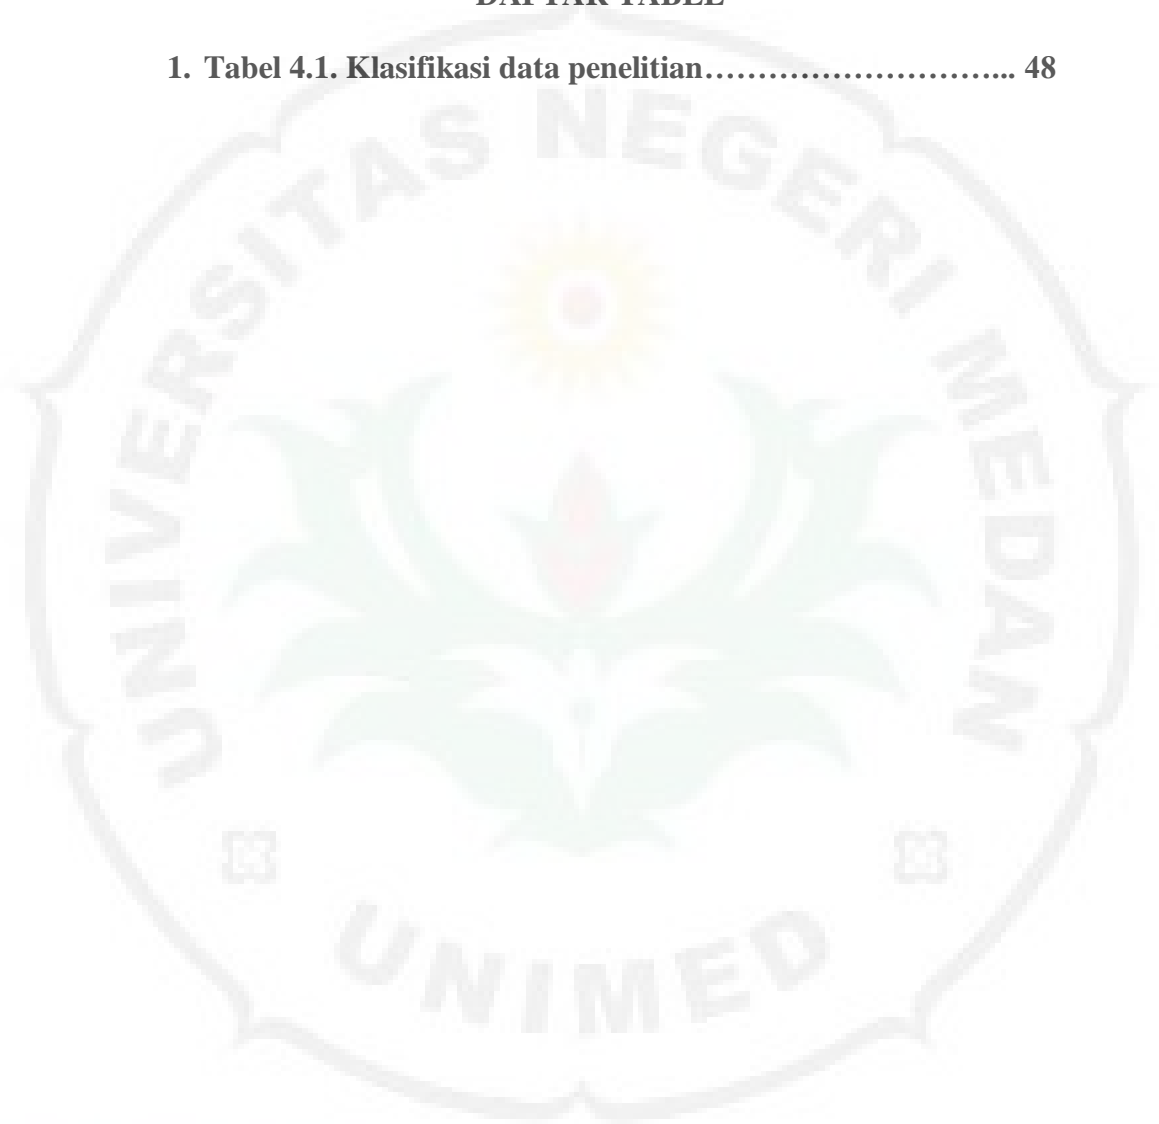 DAFTAR TABEL
1. Tabel 4.1. Klasifikasi data penelitian………………………... 48
UNIVERSITAS NEGERI MEDAN
UNIMED